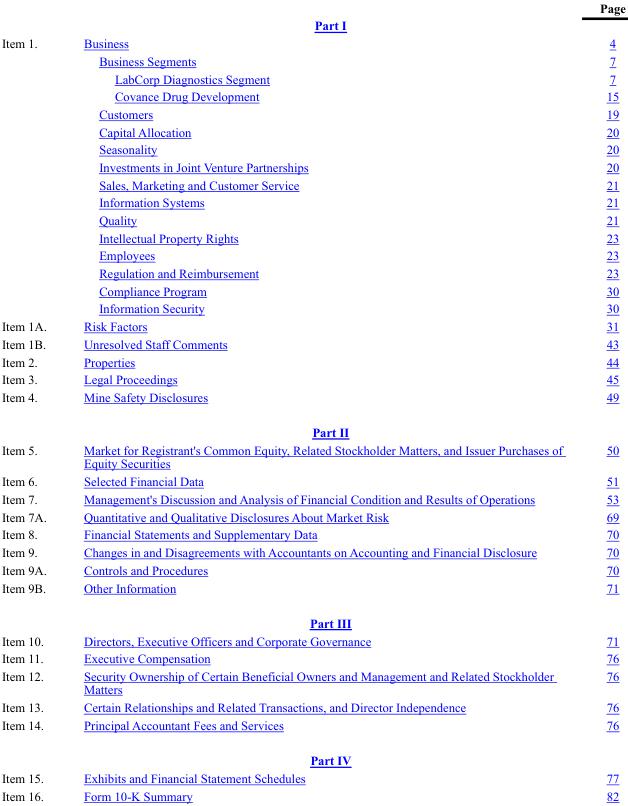 Page
Part I
Item 1. Business 4
Business Segments 7
LabCorp Diagnostics Segment 7
Covance Drug Development 15
Customers 19
Capital Allocation 20
Seasonality 20
Investments in Joint Venture Partnerships 20
Sales, Marketing and Customer Service 21
Information Systems 21
Quality 21
Intellectual Property Rights 23
Employees 23
Regulation and Reimbursement 23
Compliance Program 30
Information Security 30
Item 1A. Risk Factors 31
Item 1B. Unresolved Staff Comments 43
Item 2. Properties 44
Item 3. Legal Proceedings 45
Item 4. Mine Safety Disclosures 49
Part II
Item 5. Market for Registrant's Common Equity, Related Stockholder Matters, and Issuer Purchases of 50
Equity Securities
Item 6. Selected Financial Data 51
Item 7. Management's Discussion and Analysis of Financial Condition and Results of Operations 53
Item 7A. Quantitative and Qualitative Disclosures About Market Risk 69
Item 8. Financial Statements and Supplementary Data 70
Item 9. Changes in and Disagreements with Accountants on Accounting and Financial Disclosure 70
Item 9A. Controls and Procedures 70
Item 9B. Other Information 71
Part III
Item 10. Directors, Executive Officers and Corporate Governance 71
Item 11. Executive Compensation 76
Item 12. Security Ownership of Certain Beneficial Owners and Management and Related Stockholder 76
Matters
Item 13. Certain Relationships and Related Transactions, and Director Independence 76
Item 14. Principal Accountant Fees and Services 76
Part IV
Item 15. Exhibits and Financial Statement Schedules 77
Item 16. Form 10-K Summary 82